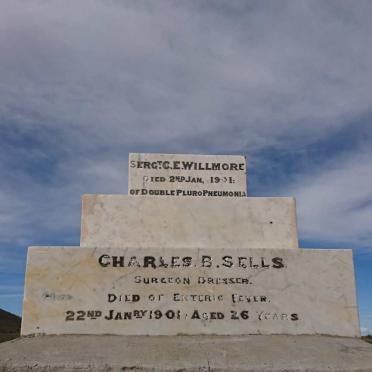 SERGT. C.E. WILLMORE
DIED 2ND JAN. 1901.
OF DOUBLE PLURO PNEUMONIA
CHARLES. B. SELLS.
SURGEON DRESSER.
DIED OF ENTERIC FEVER.
22ND JANRY 1901. AGED 26 YEARS.